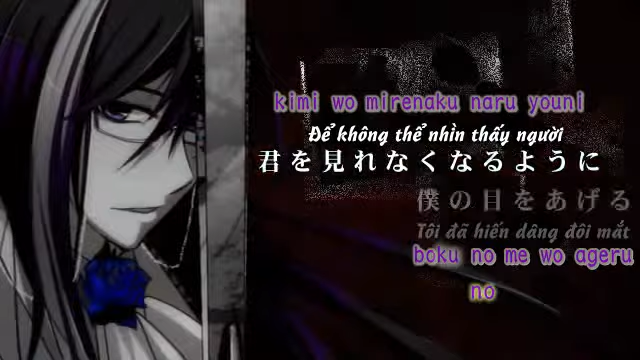 kimi wo mirenaku naru youni
Để không thể nhìn thấy người
君を見れなくなるように
僕の目をあげる
Tôi đã hiến dâng đôi mắt
boku no me wo ageru
no